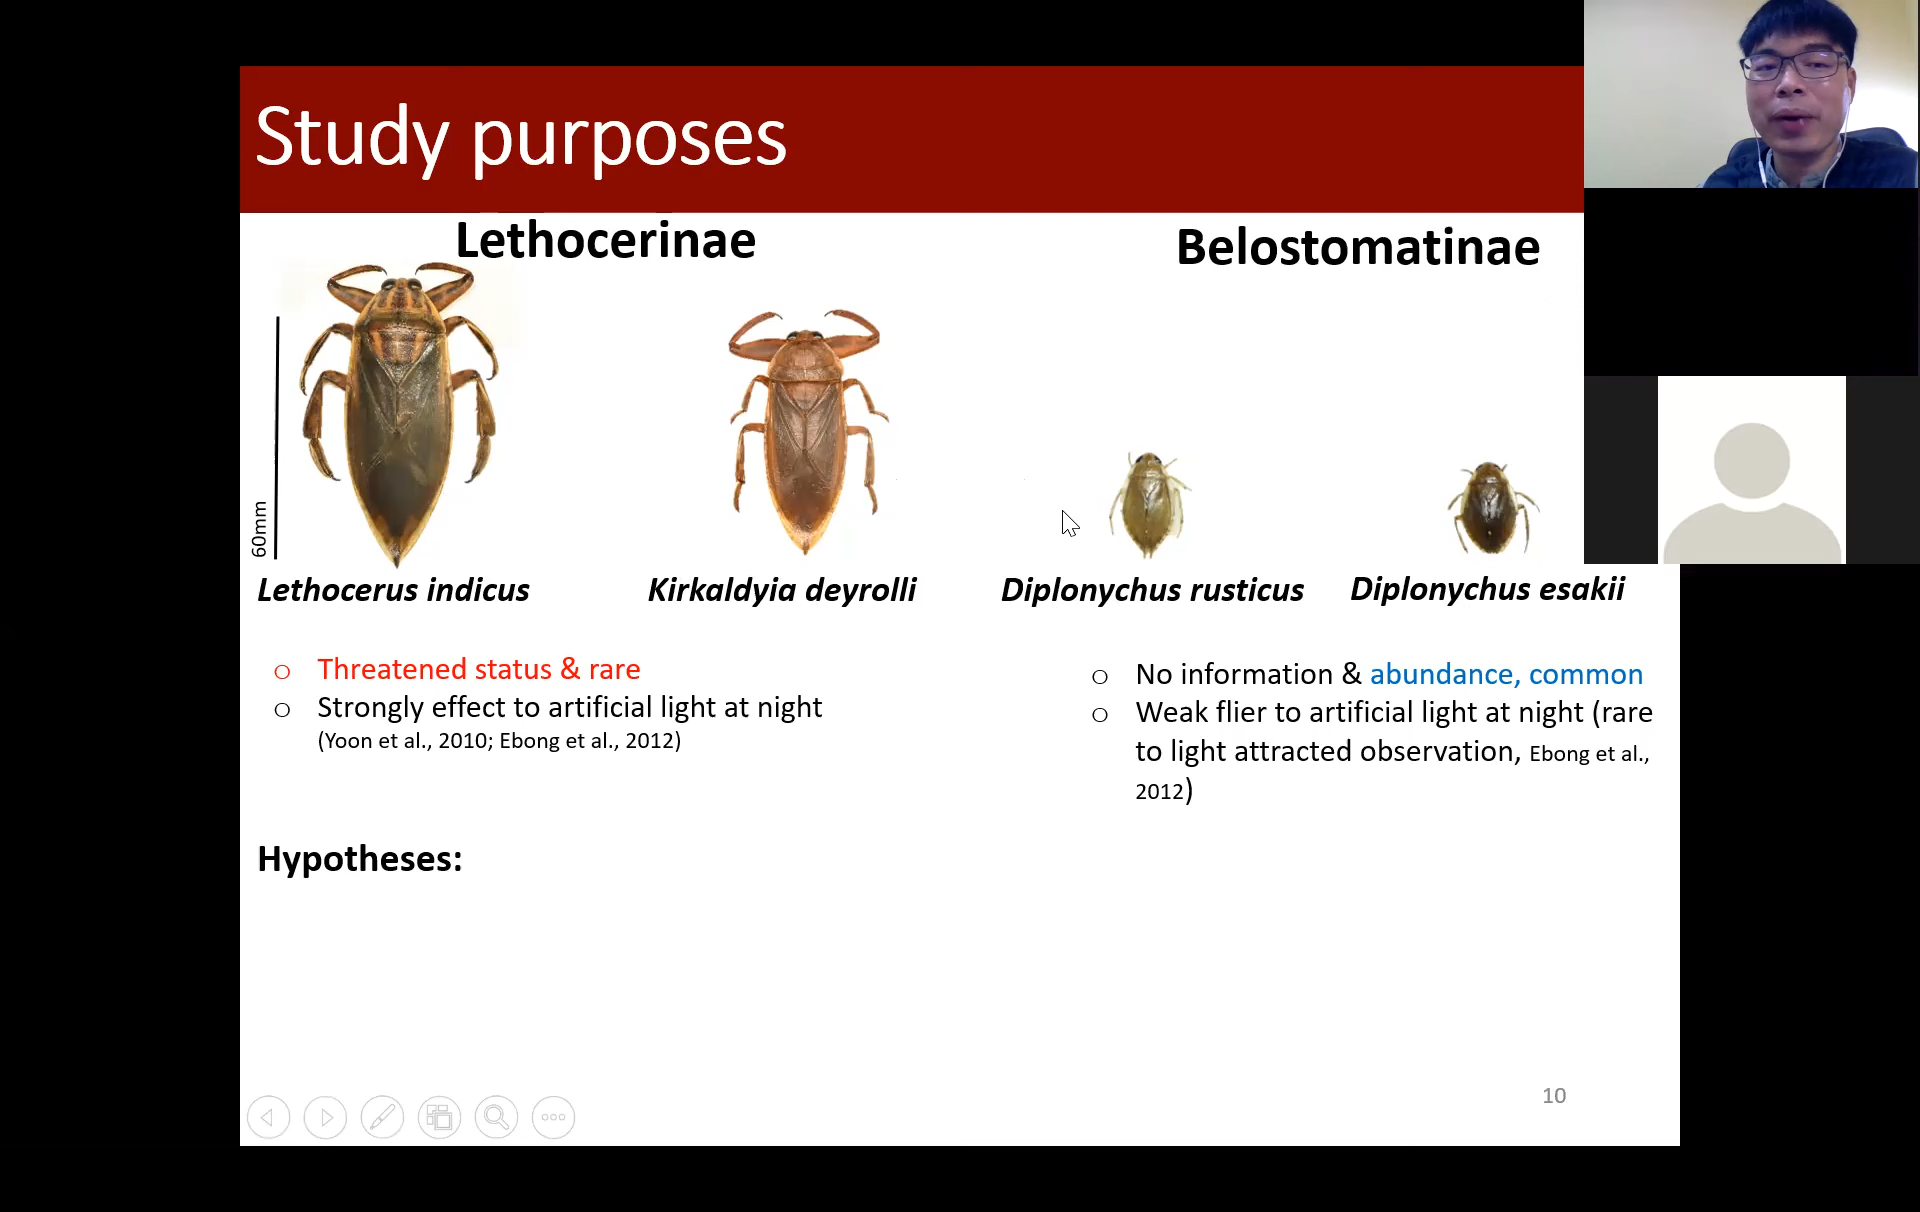 Study purposes
Lethocerinae
Belostomatinae
60mm
Lethocerus indicus
Kirkaldyia deyrolli
Diplonychus rusticus
Diplonychus esakii
Threatened status & rare
Strongly effect to artificial light at night
(Yoon et al., 2010; Ebong et al., 2012)
No information & abundance, common
Weak flier to artificial light at night (rare
to light attracted observation, Ebong et al.,
2012)
Hypotheses:
10